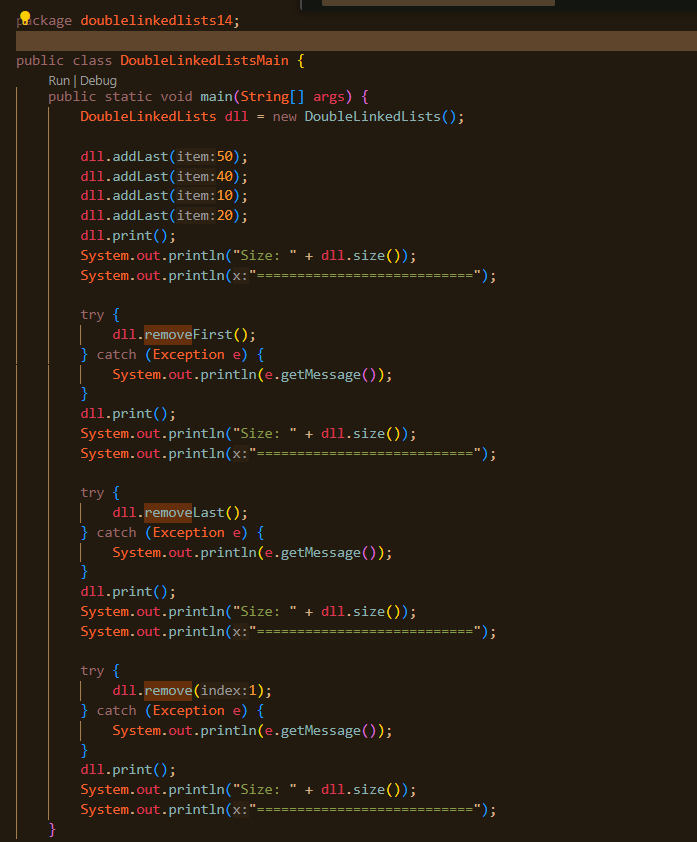 package doublelinkedlists14;
public class DoubleLinkedListsMain {
Run | Debug
public static void main(String[] args) {
DoubleLinkedLists dll = new DoubleLinkedLists();
dll.addLast(item:50);
dll.addLast(item:40);
dll.addLast(item:10);
dll.addLast(item:20);
dll.print();
System.out.println("Size: " + dll.size());
System.out.println(x:"===========================");
try {
dll.removeFirst();
} catch (Exception e) {
System.out.println(e.getMessage());
}
dll.print();
System.out.println("Size: " + dll.size());
System.out.println(x:"===========================");
try {
dll.removeLast();
} catch (Exception e) {
System.out.println(e.getMessage());
}
dll.print();
System.out.println("Size: " + dll.size());
System.out.println(x:"===========================");
try {
dll.remove(index:1);
} catch (Exception e) {
System.out.println(e.getMessage());
}
dll.print();
System.out.println("Size: " + dll.size());
System.out.println(x:"===========================");
}